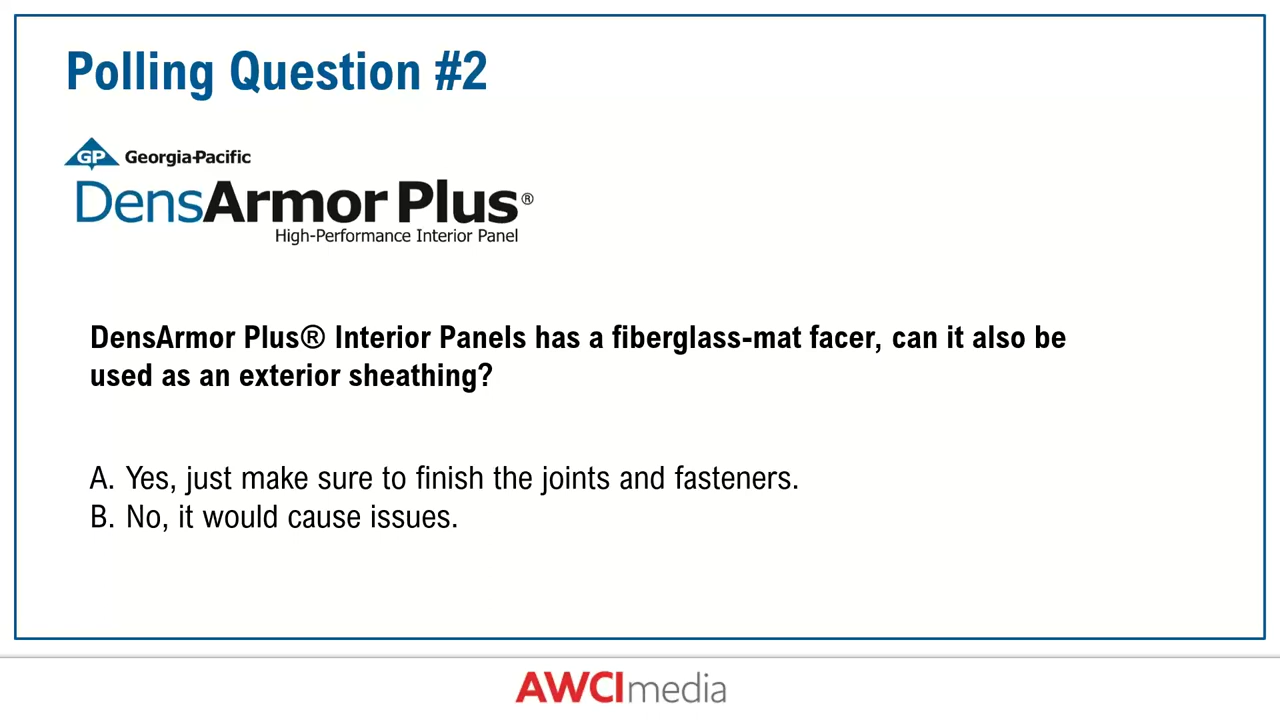 Polling Question #2
GP Georgia-Pacific
DensArmor Plus®
High-Performance Interior Panel
DensArmor Plus® Interior Panels has a fiberglass-mat facer, can it also be
used as an exterior sheathing?
A. Yes, just make sure to finish the joints and fasteners.
B. No, it would cause issues.
AWCImedia